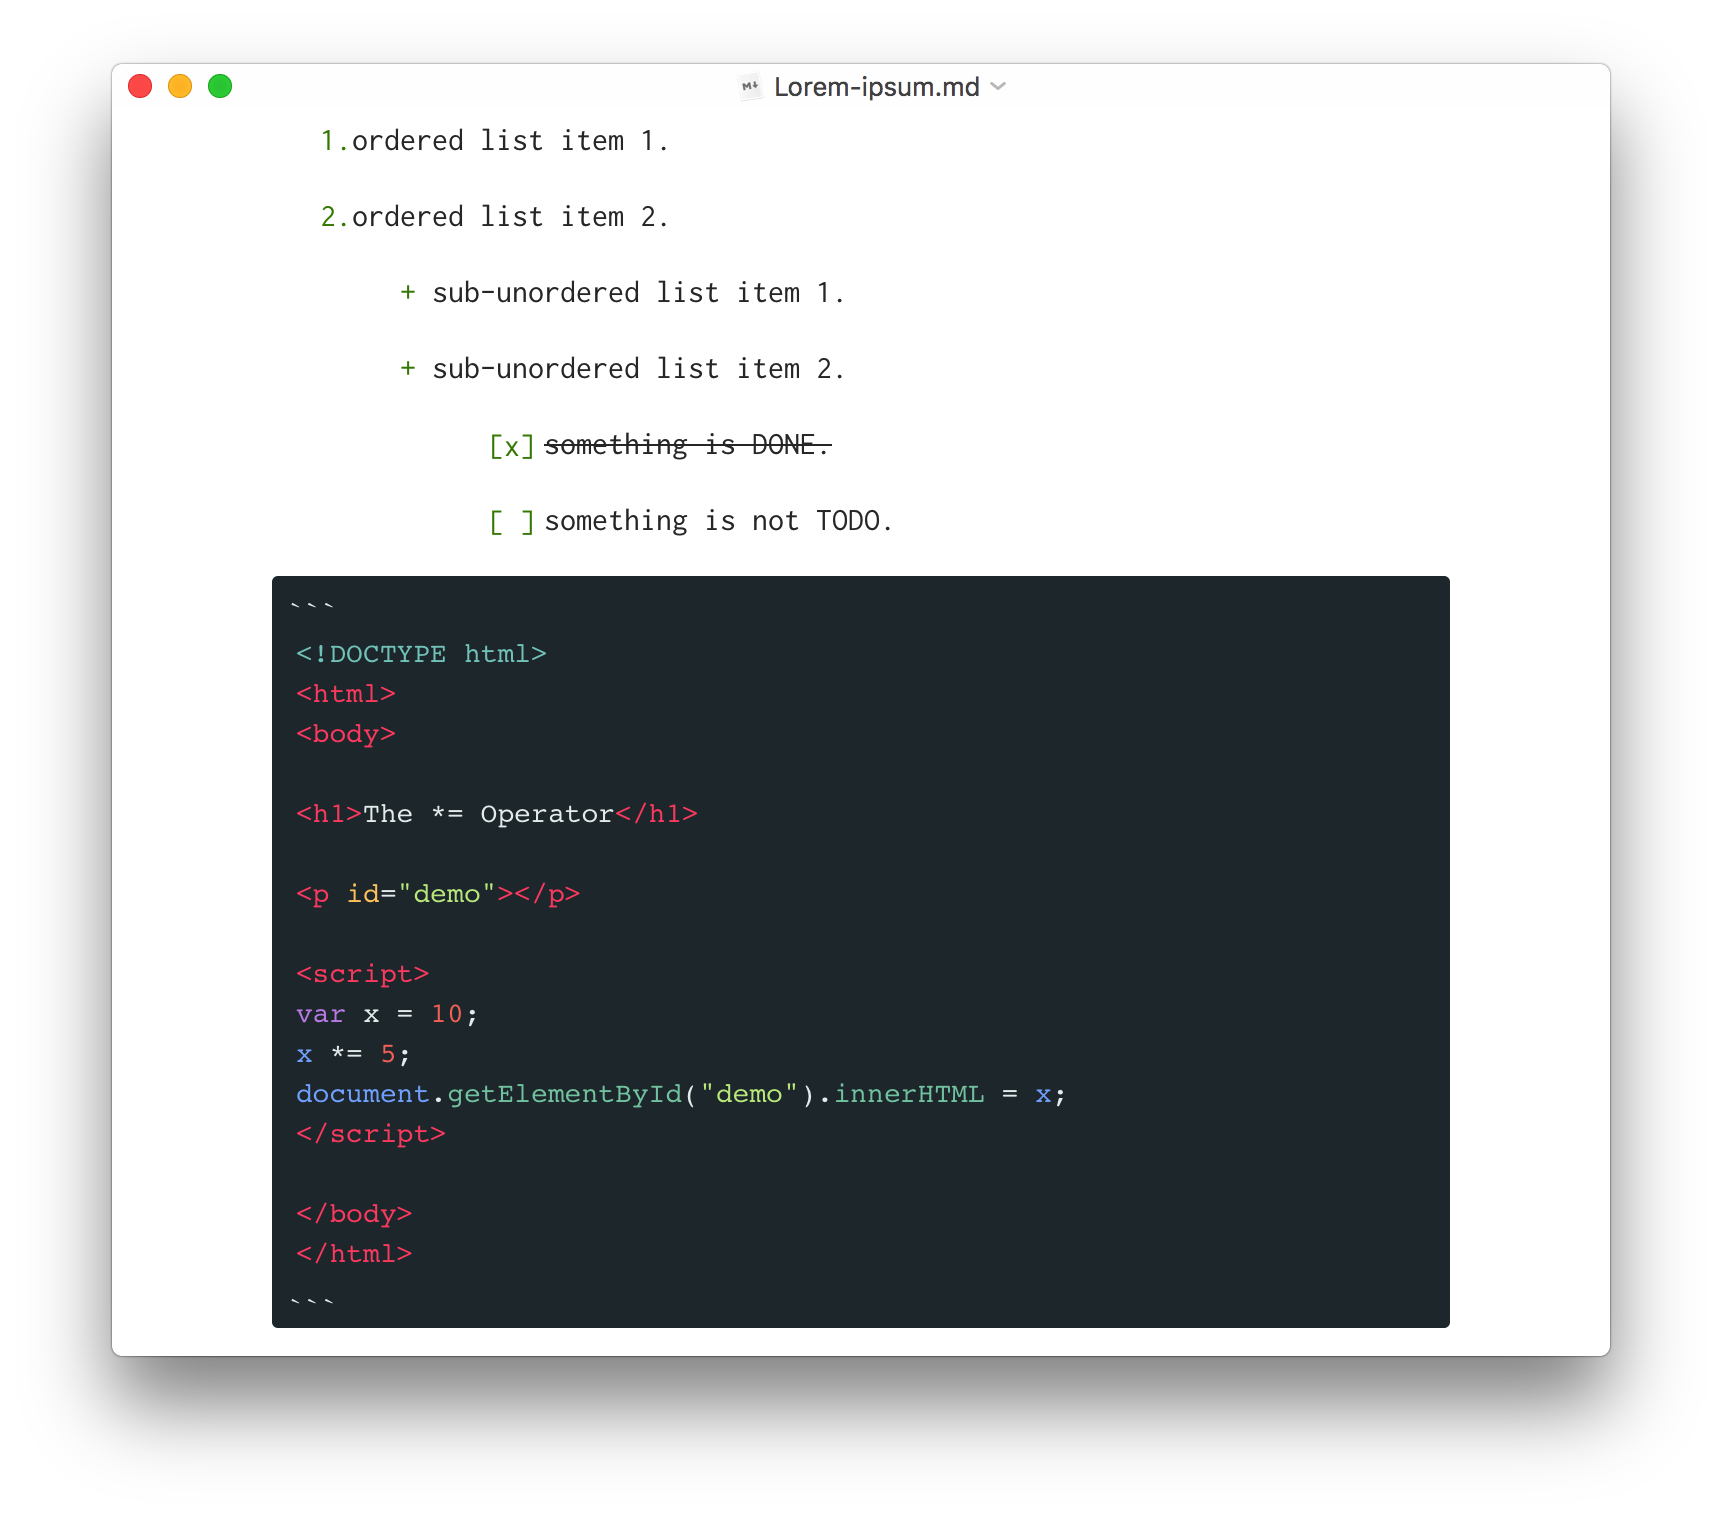 M↓ Lorem-ipsum.md
1.ordered list item 1.
2.ordered list item 2.
+ sub-unordered list item 1.
+ sub-unordered list item 2.
[x] something is DONE.
[ ] something is not TODO.
```
<!DOCTYPE html>
<html>
<body>
<h1>The *= Operator</h1>
<p id="demo"></p>
<script>
var x = 10;
x *= 5;
document.getElementById("demo").innerHTML = x;
</script>
</body>
</html>
```